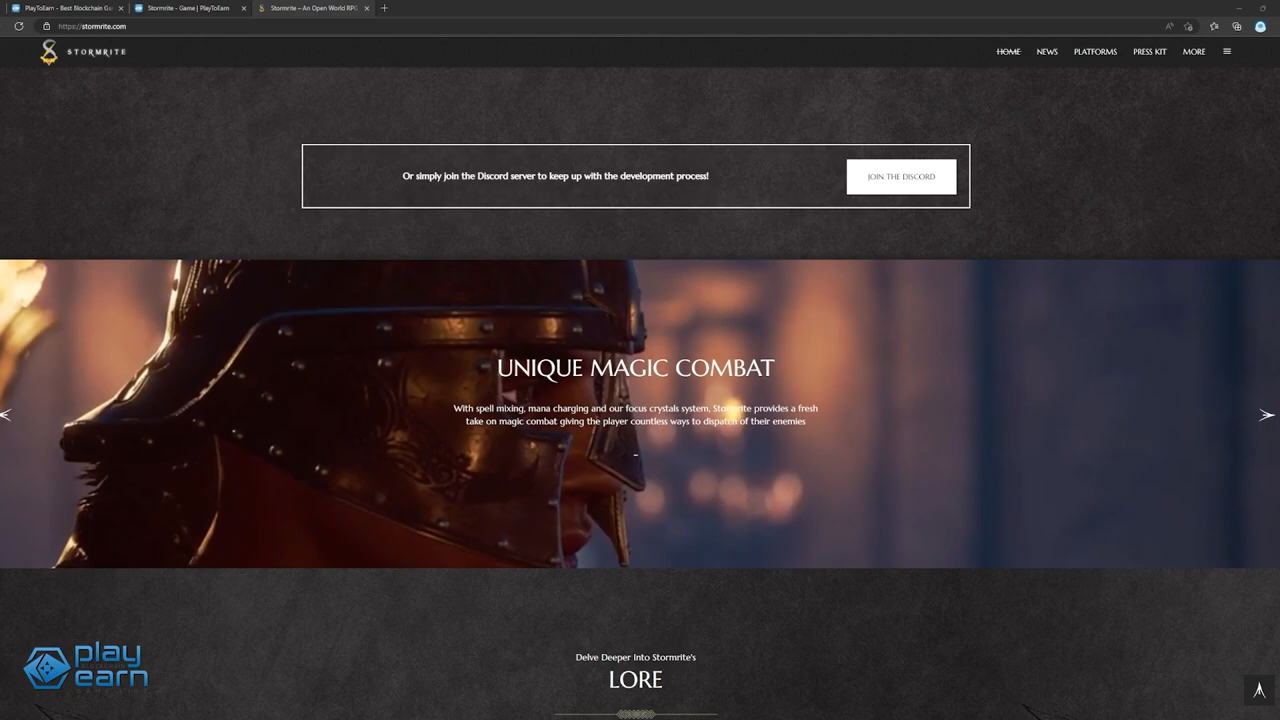 PlayToEarn - Best Blockchain Ga
Stormrite - Game | PlayToEarn
Stormrite – An Open World RPG
https://stormrite.com
STORMRITE
HOME
NEWS
PLATFORMS
PRESS KIT
MORE
Or simply join the Discord server to keep up with the development process!
JOIN THE DISCORD
UNIQUE MAGIC COMBAT
With spell mixing, mana charging and our focus crystals system, Stormrite provides a fresh
take on magic combat giving the player countless ways to dispatch of their enemies
Delve Deeper Into Stormrite's
LORE
play
earn